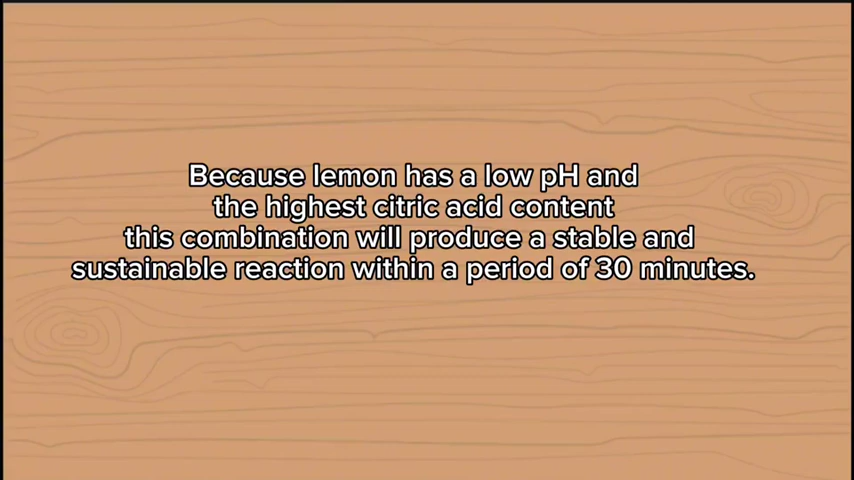 Because lemon has a low pH and
the highest citric acid content
this combination will produce a stable and
sustainable reaction within a period of 30 minutes.